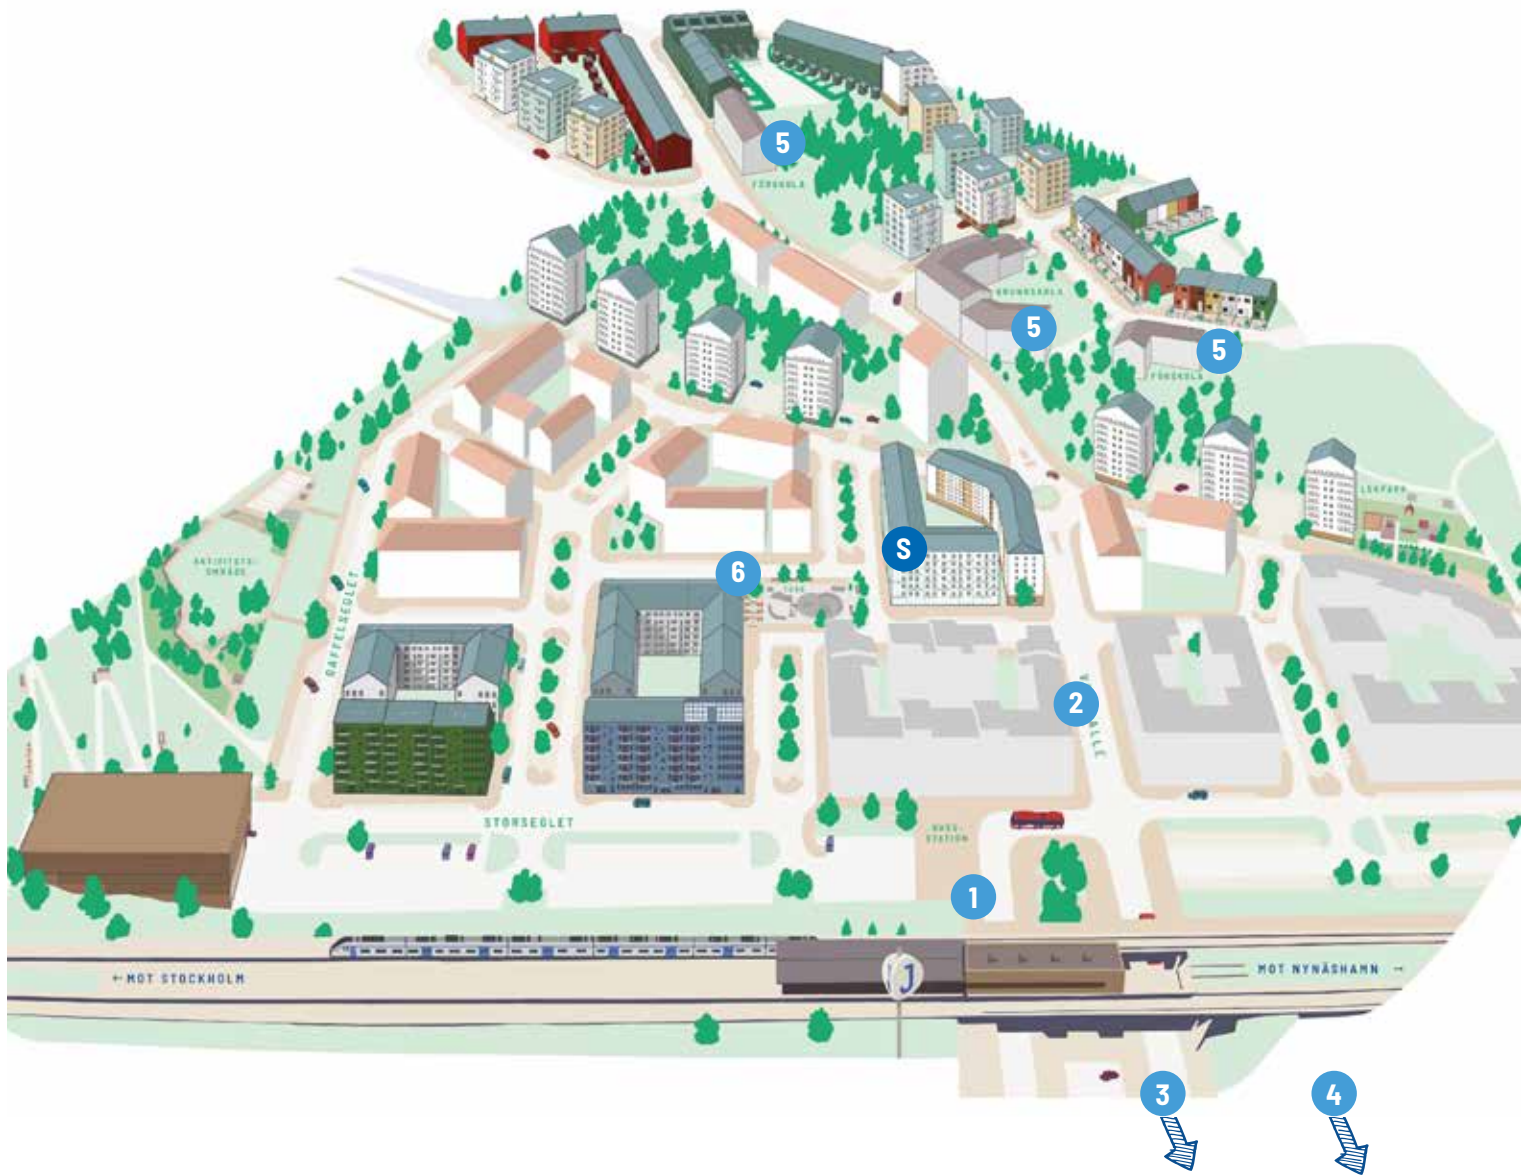 5
FÖRSKOLA
GRUNDSKOLA
5
5
FÖRSKOLA
LEKPARK
S
AKTIVITETS-
OMRÅDE
6
TORG
GAFFELSEGLET
2
ALLÉ
STORSEGLET
BUSS-
STATION
1
J
← MOT STOCKHOLM
MOT NYNÄSHAMN →
3
4